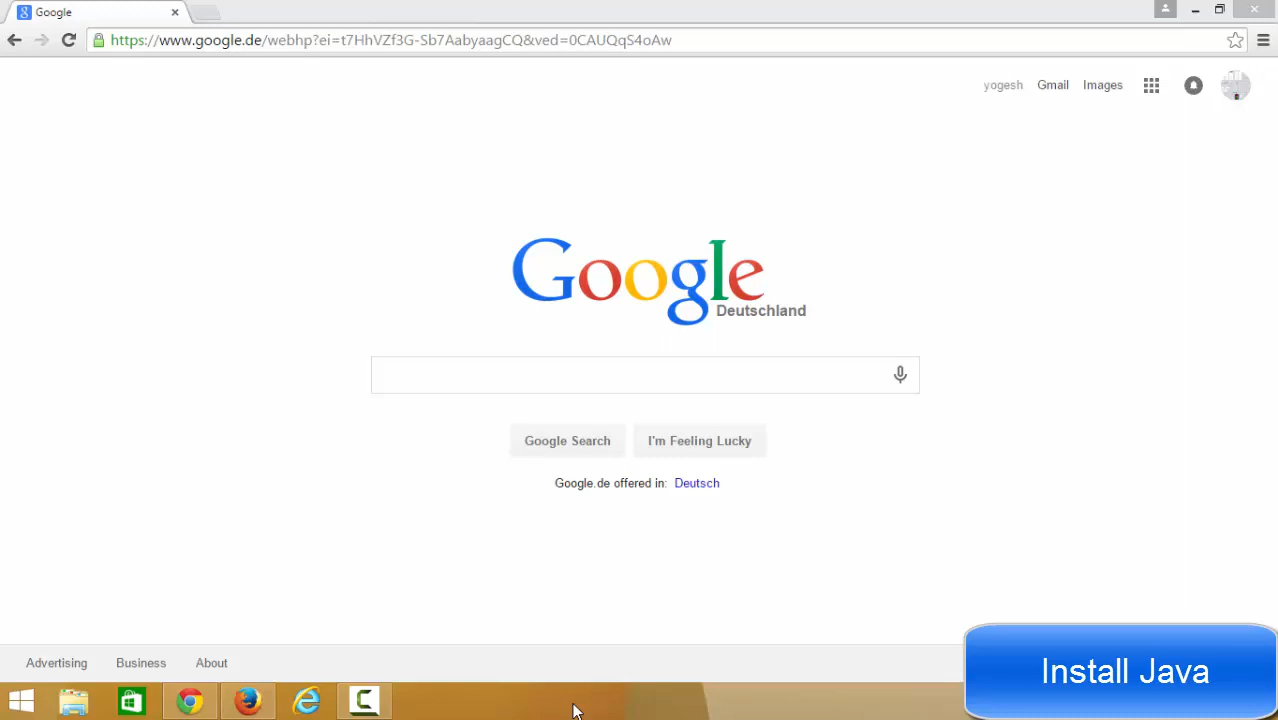 Google
https://www.google.de/webhp?ei=t7HhVZf3G-Sb7AabyaagCQ&ved=0CAUQqS4oAw
yogesh Gmail Images
Google
Deutschland
Google Search I'm Feeling Lucky
Google.de offered in: Deutsch
Advertising Business About
Install Java